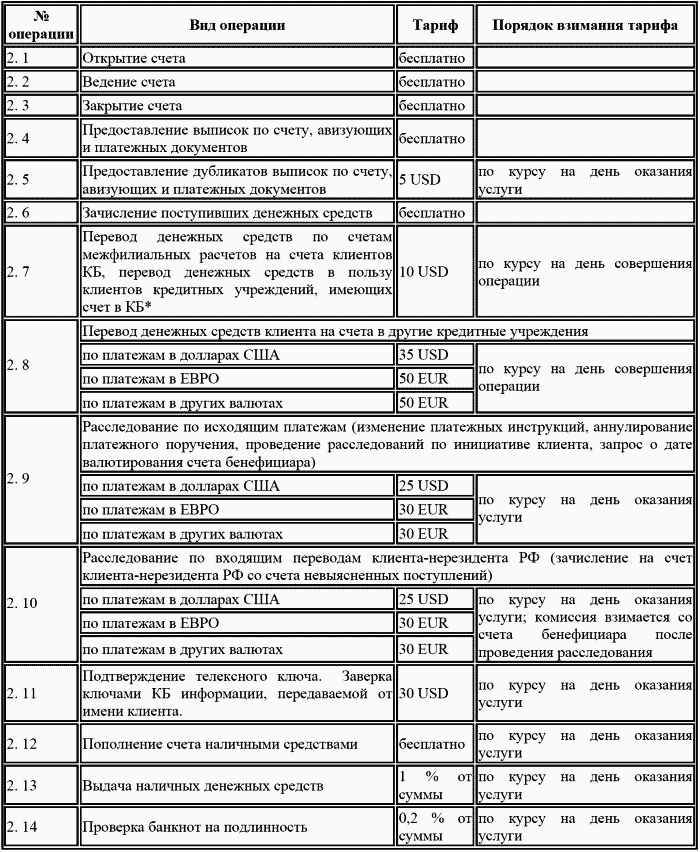 № операции Вид операции Тариф Порядок взимания тарифа
2. 1 Открытие счета бесплатно
2. 2 Ведение счета бесплатно
2. 3 Закрытие счета бесплатно
2. 4 Предоставление выписок по счету, авизующих
и платежных документов бесплатно
2. 5 Предоставление дубликатов выписок по счету,
авизующих и платежных документов 5 USD по курсу на день оказания
услуги
2. 6 Зачисление поступивших денежных средств бесплатно
2. 7 Перевод денежных средств по счетам
межфилиальных расчетов на счета клиентов
КБ, перевод денежных средств в пользу
клиентов кредитных учреждений, имеющих
счет в КБ* 10 USD по курсу на день совершения
операции
2. 8 Перевод денежных средств клиента на счета в другие кредитные учреждения
по платежам в долларах США 35 USD
по платежам в ЕВРО 50 EUR
по платежам в других валютах 50 EUR
по курсу на день совершения
операции
2. 9 Расследование по исходящим платежам (изменение платежных инструкций, аннулирование
платежного поручения, проведение расследований по инициативе клиента, запрос о дате
валютирования счета бенефициара)
по платежам в долларах США 25 USD
по платежам в ЕВРО 30 EUR
по платежам в других валютах 30 EUR
по курсу на день оказания
услуги
2. 10 Расследование по входящим переводам клиента-нерезидента РФ (зачисление на счет
клиента-нерезидента РФ со счета невыясненных поступлений)
по платежам в долларах США 25 USD
по платежам в ЕВРО 30 EUR
по платежам в других валютах 30 EUR
по курсу на день оказания
услуги; комиссия взимается со
счета бенефициара после
проведения расследования
2. 11 Подтверждение телексного ключа. Заверка
ключами КБ информации, передаваемой от
имени клиента. 30 USD по курсу на день оказания
услуги
2. 12 Пополнение счета наличными средствами бесплатно по курсу на день оказания
услуги
2. 13 Выдача наличных денежных средств 1 % от
суммы по курсу на день оказания
услуги
2. 14 Проверка банкнот на подлинность 0,2 % от
суммы по курсу на день оказания
услуги